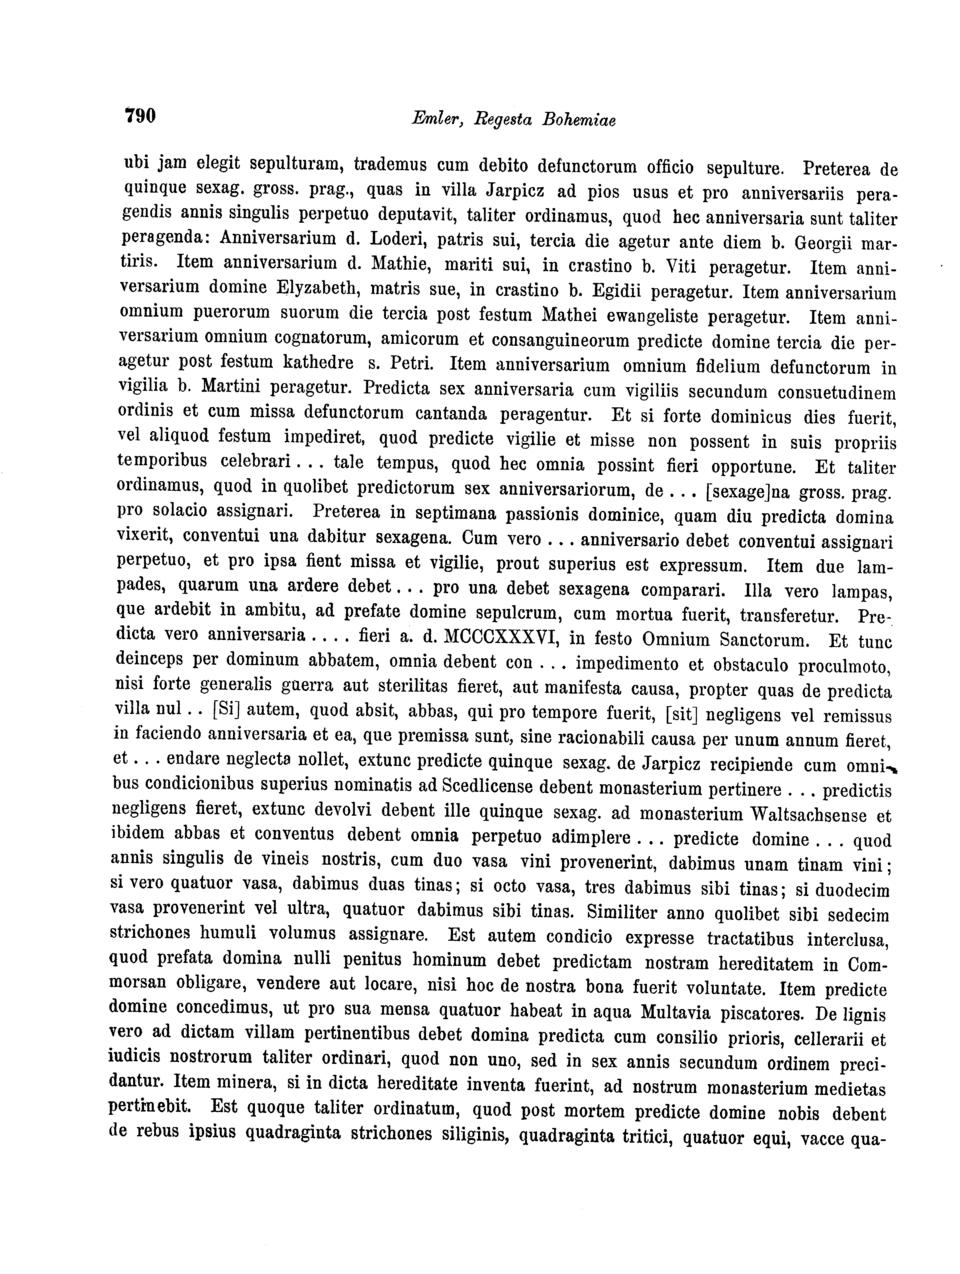 790 Emler, Regesta Bohemiae
ubi jam elegit sepulturam, trademus cum debito defunctorum officio sepulture. Preterea de
quinque sexag. gross. prag., quas in villa Jarpicz ad pios usus et pro anniversariis pera-
gendis annis singulis perpetuo deputavit, taliter ordinamus, quod hec anniversaria sunt taliter
peragenda: Anniversarium d. Loderi, patris sui, tercia die agetur ante diem b. Georgii mar-
tiris. Item anniversarium d. Mathie, mariti sui, in crastino b. Viti peragetur. Item anni-
versarium domine Elyzabeth, matris sue, in crastino b. Egidii peragetur. Item anniversarium
omnium puerorum suorum die tercia post festum Mathei ewangeliste peragetur. Item anni-
versarium omnium cognatorum, amicorum et consanguineorum predicte domine tercia die per-
agetur post festum kathedre s. Petri. Item anniversarium omnium fidelium defunctorum in
vigilia b. Martini peragetur. Predicta sex anniversaria cum vigiliis secundum consuetudinem
ordinis et cum missa defunctorum cantanda peragentur. Et si forte dominicus dies fuerit,
vel aliquod festum impediret, quod predicte vigilie et misse non possent in suis propriis
temporibus celebrari ... tale tempus, quod hec omnia possint fieri opportune. Et taliter
ordinamus, quod in quolibet predictorum sex anniversariorum, de ... [sexage]na gross. prag.
pro solacio assignari. Preterea in septimana passionis dominice, quam diu predicta domina
vixerit, conventui una dabitur sexagena. Cum vero ... anniversario debet conventui assignari
perpetuo, et pro ipsa fient missa et vigilie, prout superius est expressum. Item due lam-
pades, quarum una ardere debet ... pro una debet sexagena comparari. Illa vero lampas,
que ardebit in ambitu, ad prefate domine sepulcrum, cum mortua fuerit, transferetur. Pre-
dicta vero anniversaria .... fieri a. d. MCCCXXXVI, in festo Omnium Sanctorum. Et tunc
deinceps per dominum abbatem, omnia debent con ... impedimento et obstaculo proculmoto,
nisi forte generalis guerra aut sterilitas fieret, aut manifesta causa, propter quas de predicta
villa nul .. [Si] autem, quod absit, abbas, qui pro tempore fuerit, [sit] negligens vel remissus
in faciendo anniversaria et ea, que premissa sunt, sine racionabili causa per unum annum fieret,
et ... endare neglecta nollet, extunc predicte quinque sexag. de Jarpicz recipiende cum omni-
bus condicionibus superius nominatis ad Scedlicense debent monasterium pertinere ... predictis
negligens fieret, extunc devolvi debent ille quinque sexag. ad monasterium Waltsachsense et
ibidem abbas et conventus debent omnia perpetuo adimplere ... predicte domine ... quod
annis singulis de vineis nostris, cum duo vasa vini provenerint, dabimus unam tinam vini;
si vero quatuor vasa, dabimus duas tinas; si octo vasa, tres dabimus sibi tinas; si duodecim
vasa provenerint vel ultra, quatuor dabimus sibi tinas. Similiter anno quolibet sibi sedecim
strichones humuli volumus assignare. Est autem condicio expresse tractatibus interclusa,
quod prefata domina nulli penitus hominum debet predictam nostram hereditatem in Com-
morsan obligare, vendere aut locare, nisi hoc de nostra bona fuerit voluntate. Item predicte
domine concedimus, ut pro sua mensa quatuor habeat in aqua Multavia piscatores. De lignis
vero ad dictam villam pertinentibus debet domina predicta cum consilio prioris, cellerarii et
iudicis nostrorum taliter ordinari, quod non uno, sed in sex annis secundum ordinem preci-
dantur. Item minera, si in dicta hereditate inventa fuerint, ad nostrum monasterium medietas
pertinebit. Est quoque taliter ordinatum, quod post mortem predicte domine nobis debent
de rebus ipsius quadraginta strichones siliginis, quadraginta tritici, quatuor equi, vacce qua-